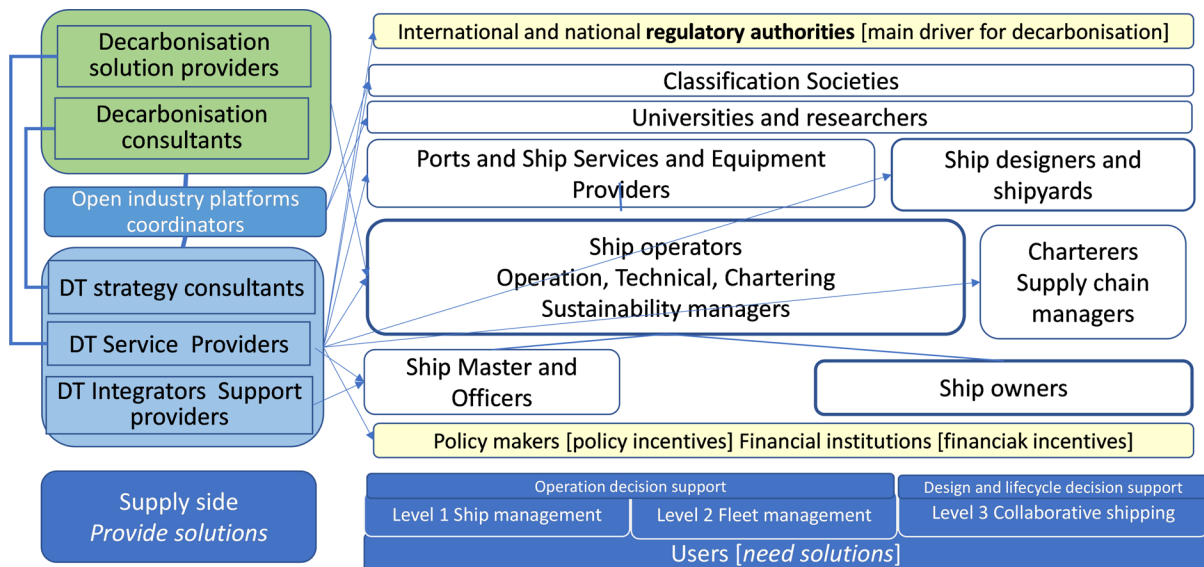 Decarbonisation
solution providers
Decarbonisation
consultants
Open industry platforms
coordinators
DT strategy consultants
DT Service Providers
DT Integrators Support
providers
Supply side
Provide solutions
International and national regulatory authorities [main driver for decarbonisation]
Classification Societies
Universities and researchers
Ports and Ship Services and Equipment
Providers
Ship designers and
shipyards
Ship operators
Operation, Technical, Chartering
Sustainability managers
Charterers
Supply chain
managers
Ship Master and
Officers
Ship owners
Policy makers [policy incentives] Financial institutions [financiak incentives]
Operation decision support
Design and lifecycle decision support
Level 1 Ship management
Level 2 Fleet management
Level 3 Collaborative shipping
Users [need solutions]